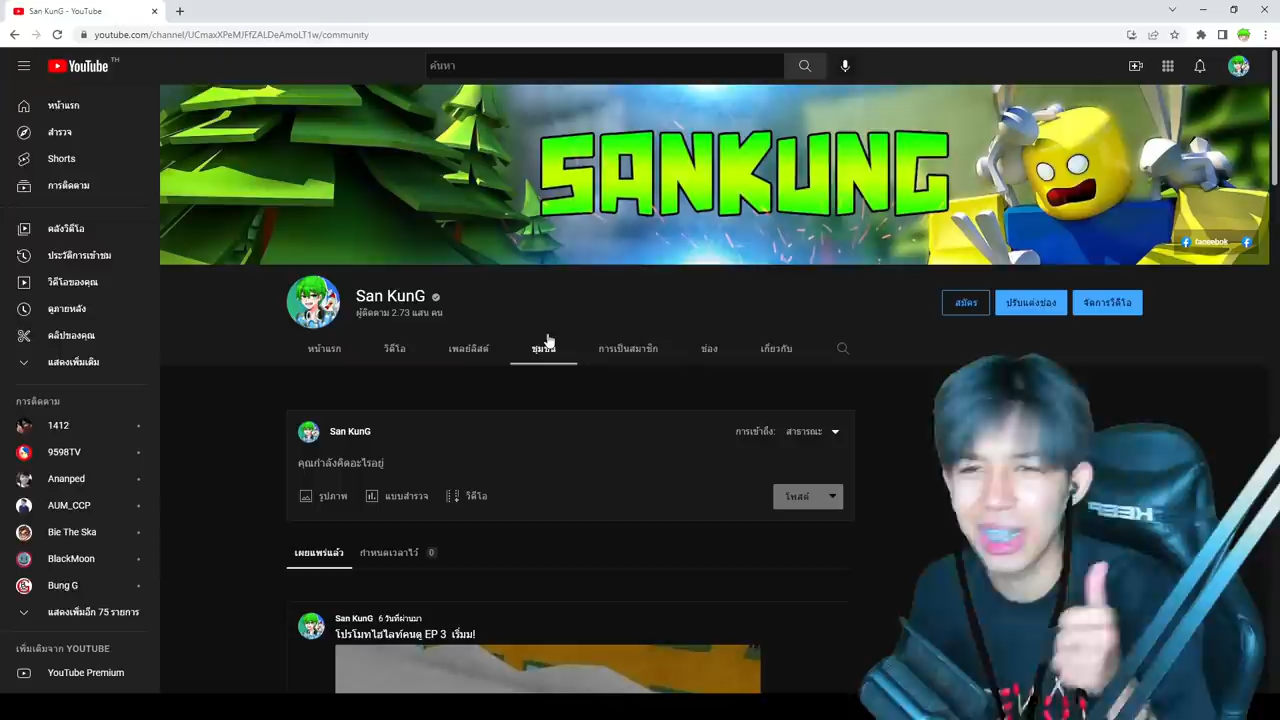 San KunG - YouTube
youtube.com/channel/UCmaxXPeMJFfZALDeAmoLT1w/community
YouTube TH
ค้นหา
หน้าแรก
สำรวจ
Shorts
การติดตาม
คลังวิดีโอ
ประวัติการเข้าชม
วิดีโอของคุณ
ดูภายหลัง
คลิปของคุณ
แสดงเพิ่มเติม
การติดตาม
1412
9598TV
Ananped
AUM_CCP
Bie The Ska
BlackMoon
Bung G
แสดงเพิ่มอีก 75 รายการ
เพิ่มเติมจาก YOUTUBE
YouTube Premium
SANKUNG
facebook
San KunG
ผู้ติดตาม 2.73 แสน คน
สมัคร
ปรับแต่งช่อง
จัดการวิดีโอ
หน้าแรก
วิดีโอ
เพลย์ลิสต์
ชุมชน
การเป็นสมาชิก
ช่อง
เกี่ยวกับ
San KunG
การเข้าถึง: สาธารณะ
คุณกำลังคิดอะไรอยู่
รูปภาพ
แบบสำรวจ
วิดีโอ
โพสต์
เผยแพร่แล้ว
กำหนดเวลาไว้ 0
San KunG 6 วันที่ผ่านมา
โปรโมทไฮไลท์คนดู EP 3 เริ่มม!